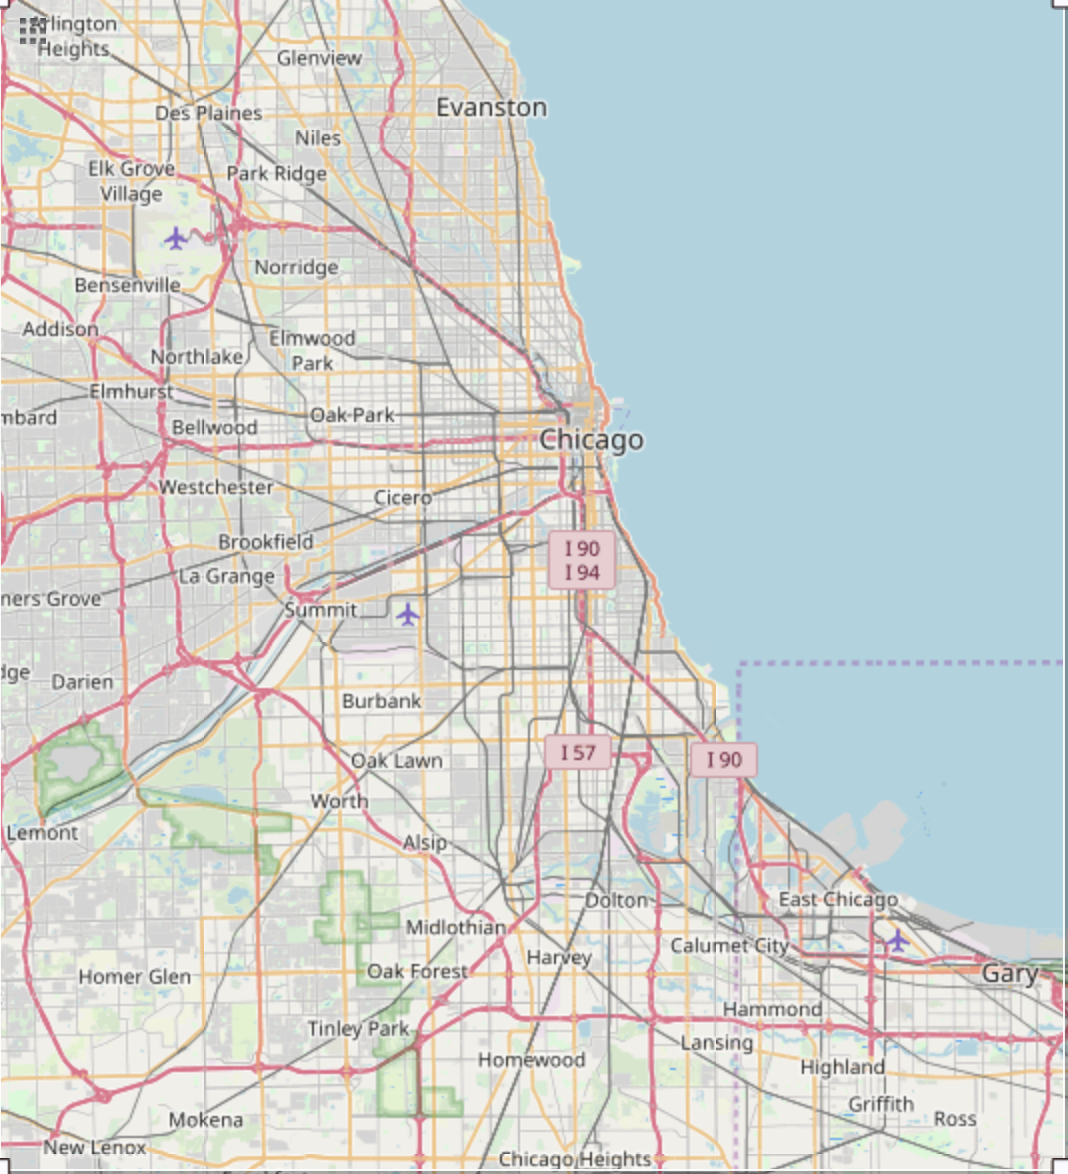 Arlington
Heights
Glenview
Evanston
Des Plaines
Niles
Elk Grove
Village
Park Ridge
Norridge
Bensenville
Addison
Elmwood
Park
Northlake
Elmhurst
mbard
Oak Park
Bellwood
Chicago
Westchester
Cicero
Brookfield
I 90
I 94
La Grange
ners Grove
Summit
dge
Darien
Burbank
I 57
I 90
Oak Lawn
Worth
Lemont
Alsip
Dolton
East Chicago
Midlothian
Calumet City
Harvey
Homer Glen
Oak Forest
Gary
Hammond
Tinley Park
Lansing
Homewood
Highland
Griffith
Mokena
Ross
New Lenox
Chicago Heights